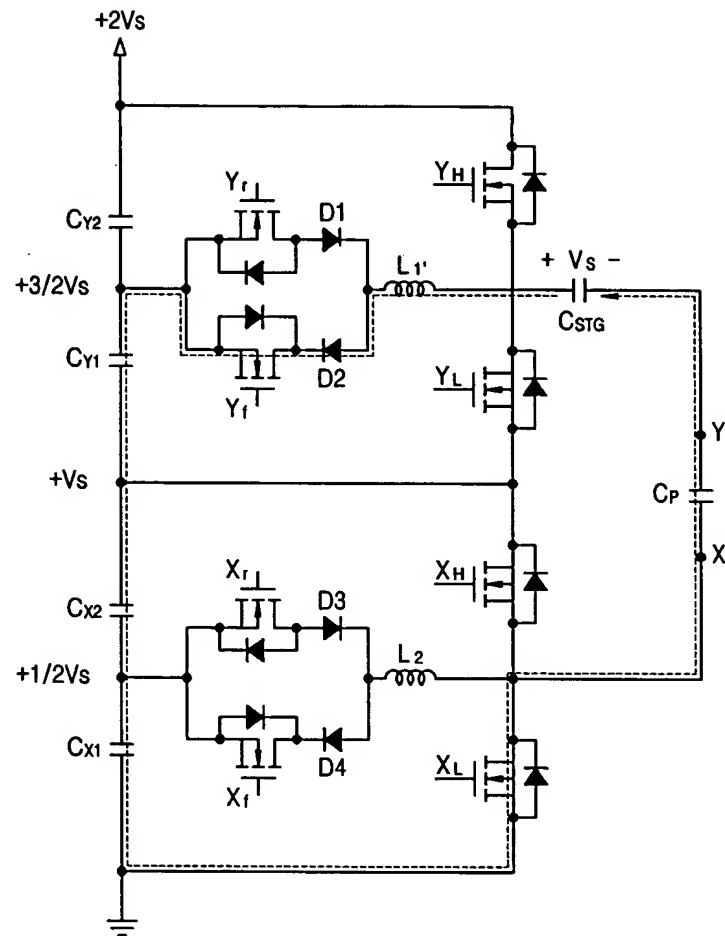 +2Vs
YH
Yr
D1
CY2
L1'
+ Vs -
+3/2Vs
CSTG
CY1
D2
YL
Yf
Y
+Vs
CP
X
XH
Xr
D3
CX2
L2
+1/2Vs
CX1
D4
XL
Xf